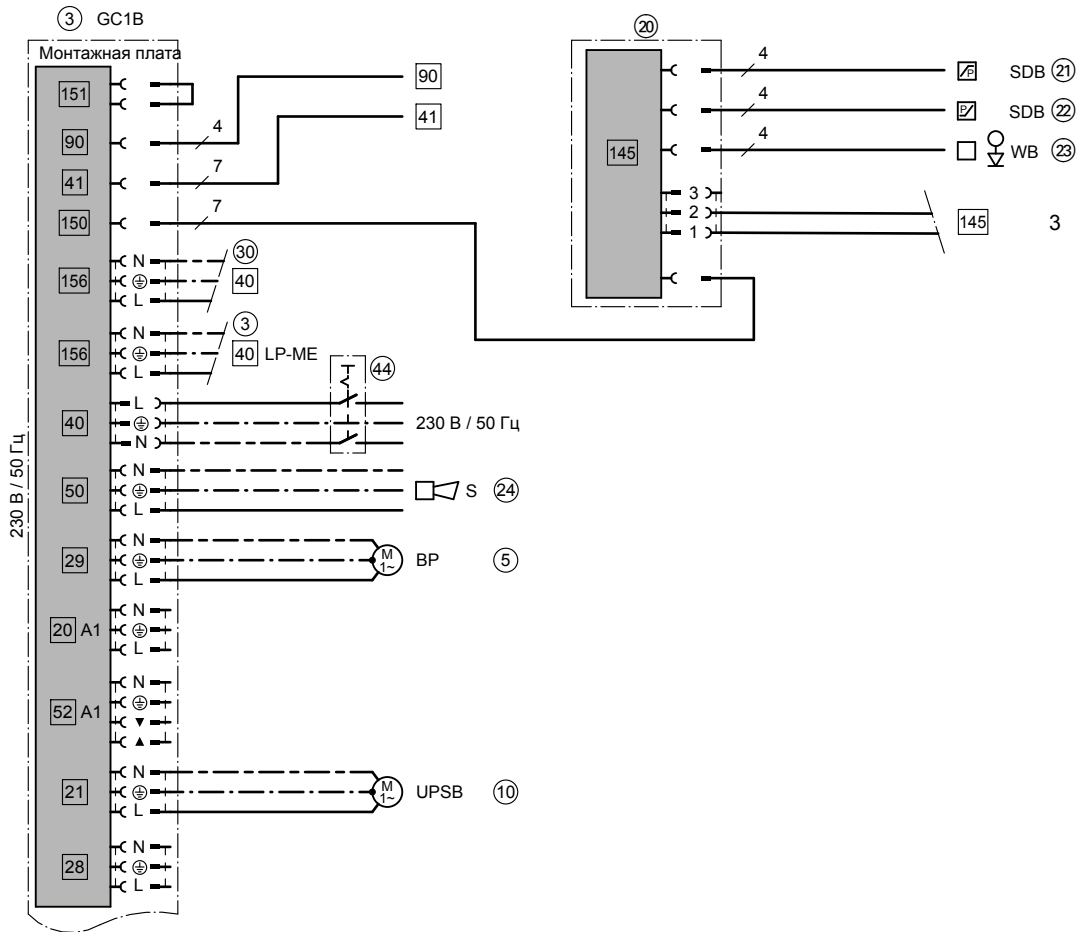 3 GC1B
Монтажная плата
151
90
4
90
41
7
41
150
7
156
N
L
30
40
156
N
L
3
40 LP-ME
44
40
L
N
230 В / 50 Гц
230 В / 50 Гц
50
N
L
S 24
29
N
L
M
1~
BP 5
20 A1
N
L
52 A1
N
21
N
L
M
1~
UPSB 10
28
N
L
20
145
4
P SDB 21
4
P SDB 22
4
WB 23
3
2
1
145 3